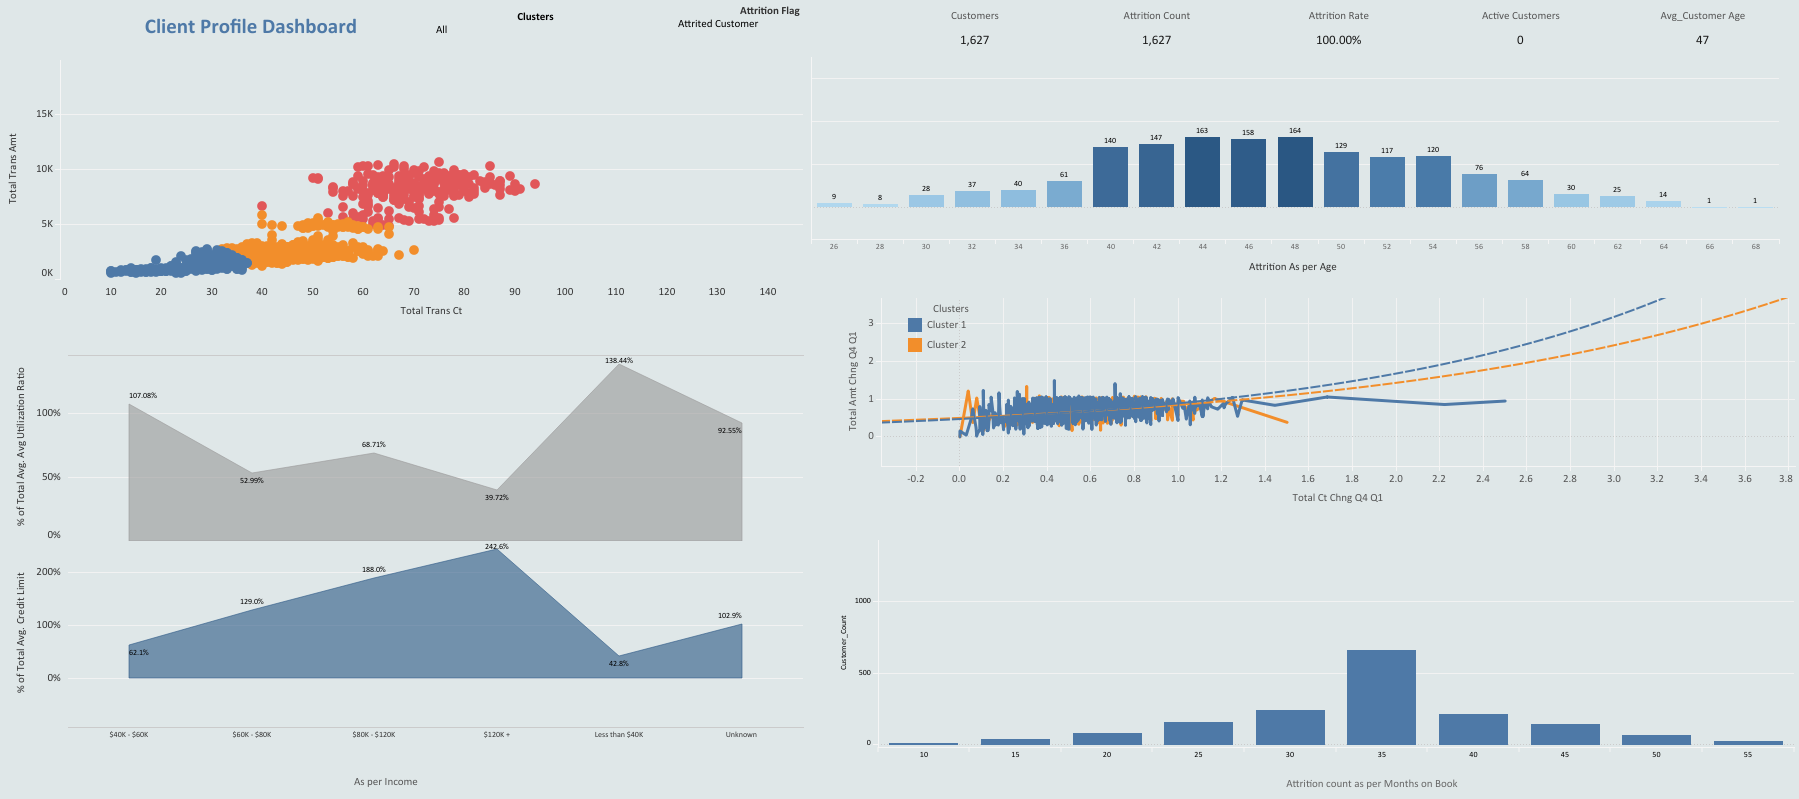 Client Profile Dashboard
Clusters
All
Attrition Flag
Attrited Customer
Customers Attrition Count Attrition Rate Active Customers Avg_Customer Age
1,627 1,627 100.00% 0 47
Total Trans Amt
15K
10K
5K
0K
0 10 20 30 40 50 60 70 80 90 100 110 120 130 140
Total Trans Ct
9 8 28 37 40 61 140 147 163 158 164 129 117 120 76 64 30 25 14 1 1
26 28 30 32 34 36 40 42 44 46 48 50 52 54 56 58 60 62 64 66 68
Attrition As per Age
Clusters
Cluster 1
Cluster 2
Total Amt Chng Q4 Q1
3
2
1
0
-0.2 0.0 0.2 0.4 0.6 0.8 1.0 1.2 1.4 1.6 1.8 2.0 2.2 2.4 2.6 2.8 3.0 3.2 3.4 3.6 3.8
Total Ct Chng Q4 Q1
% of Total Avg. Avg Utilization Ratio
100%
50%
0%
107.08% 52.99% 68.71% 39.72% 138.44% 92.55%
% of Total Avg. Credit Limit
200%
100%
0%
62.1% 129.0% 188.0% 242.6% 42.8% 102.9%
$40K - $60K $60K - $80K $80K - $120K $120K + Less than $40K Unknown
As per Income
Customer_Count
1000
500
0
10 15 20 25 30 35 40 45 50 55
Attrition count as per Months on Book